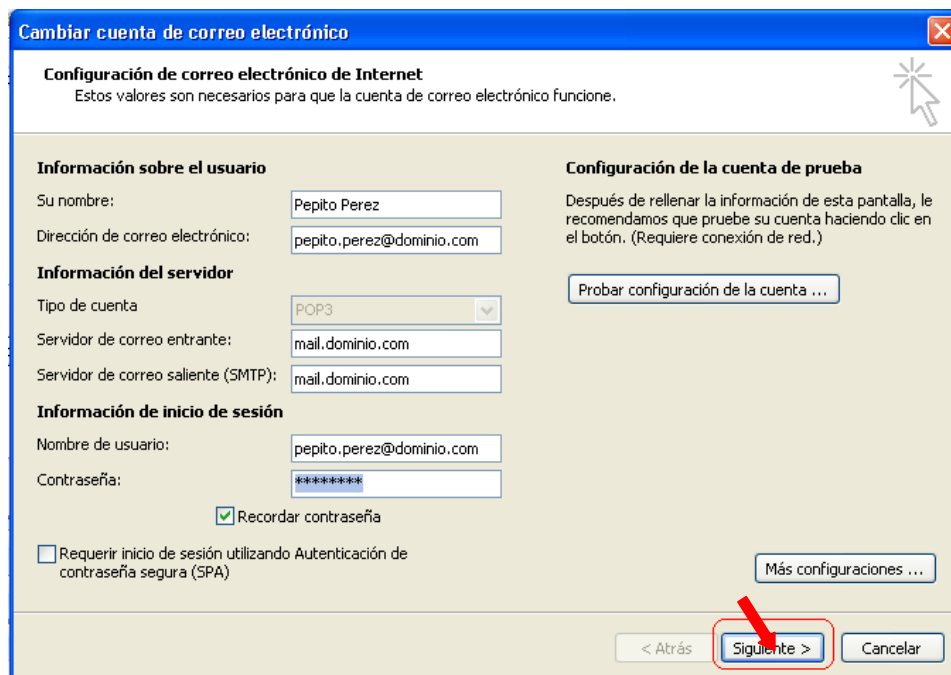 Cambiar cuenta de correo electrónico
Configuración de correo electrónico de Internet
Estos valores son necesarios para que la cuenta de correo electrónico funcione.
Información sobre el usuario
Su nombre:
Pepito Perez
Dirección de correo electrónico:
pepito.perez@dominio.com
Información del servidor
Tipo de cuenta
POP3
Servidor de correo entrante:
mail.dominio.com
Servidor de correo saliente (SMTP):
mail.dominio.com
Información de inicio de sesión
Nombre de usuario:
pepito.perez@dominio.com
Contraseña:
********
Recordar contraseña
Requerir inicio de sesión utilizando Autenticación de
contraseña segura (SPA)
Configuración de la cuenta de prueba
Después de rellenar la información de esta pantalla, le
recomendamos que pruebe su cuenta haciendo clic en
el botón. (Requiere conexión de red.)
Probar configuración de la cuenta ...
Más configuraciones ...
< Atrás
Siguiente >
Cancelar